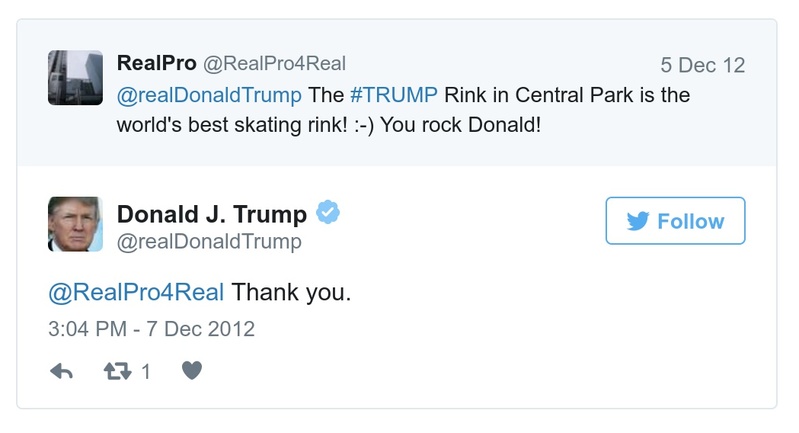 RealPro @RealPro4Real 5 Dec 12
@realDonaldTrump The #TRUMP Rink in Central Park is the
world's best skating rink! :-) You rock Donald!
Donald J. Trump
@realDonaldTrump
Follow
@RealPro4Real Thank you.
3:04 PM - 7 Dec 2012
1